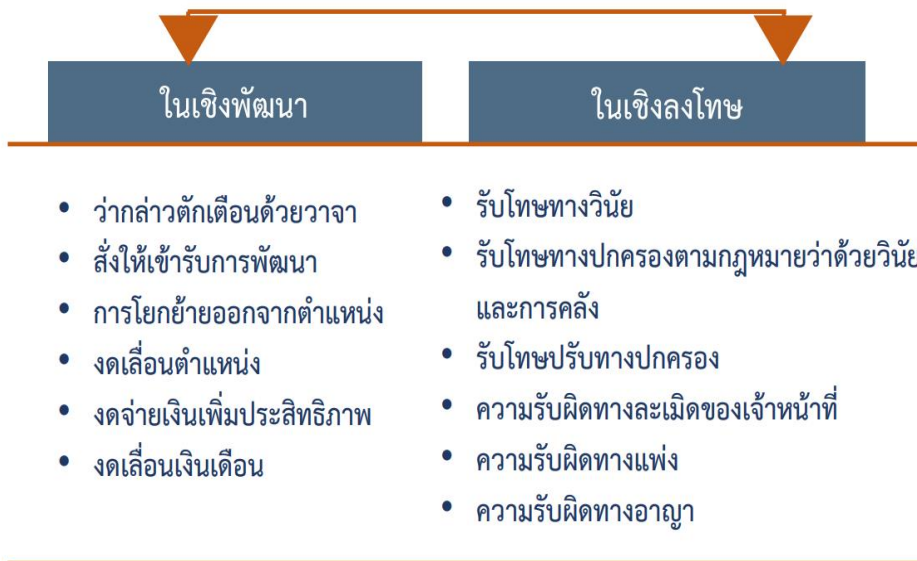 ในเชิงพัฒนา
• ว่ากล่าวตักเตือนด้วยวาจา
• สั่งให้เข้ารับการพัฒนา
• การโยกย้ายออกจากตำแหน่ง
• งดเลื่อนตำแหน่ง
• งดจ่ายเงินเพิ่มประสิทธิภาพ
• งดเลื่อนเงินเดือน
ในเชิงลงโทษ
• รับโทษทางวินัย
• รับโทษทางปกครองตามกฎหมายว่าด้วยวินัย
และการคลัง
• รับโทษปรับทางปกครอง
• ความรับผิดทางละเมิดของเจ้าหน้าที่
• ความรับผิดทางแพ่ง
• ความรับผิดทางอาญา